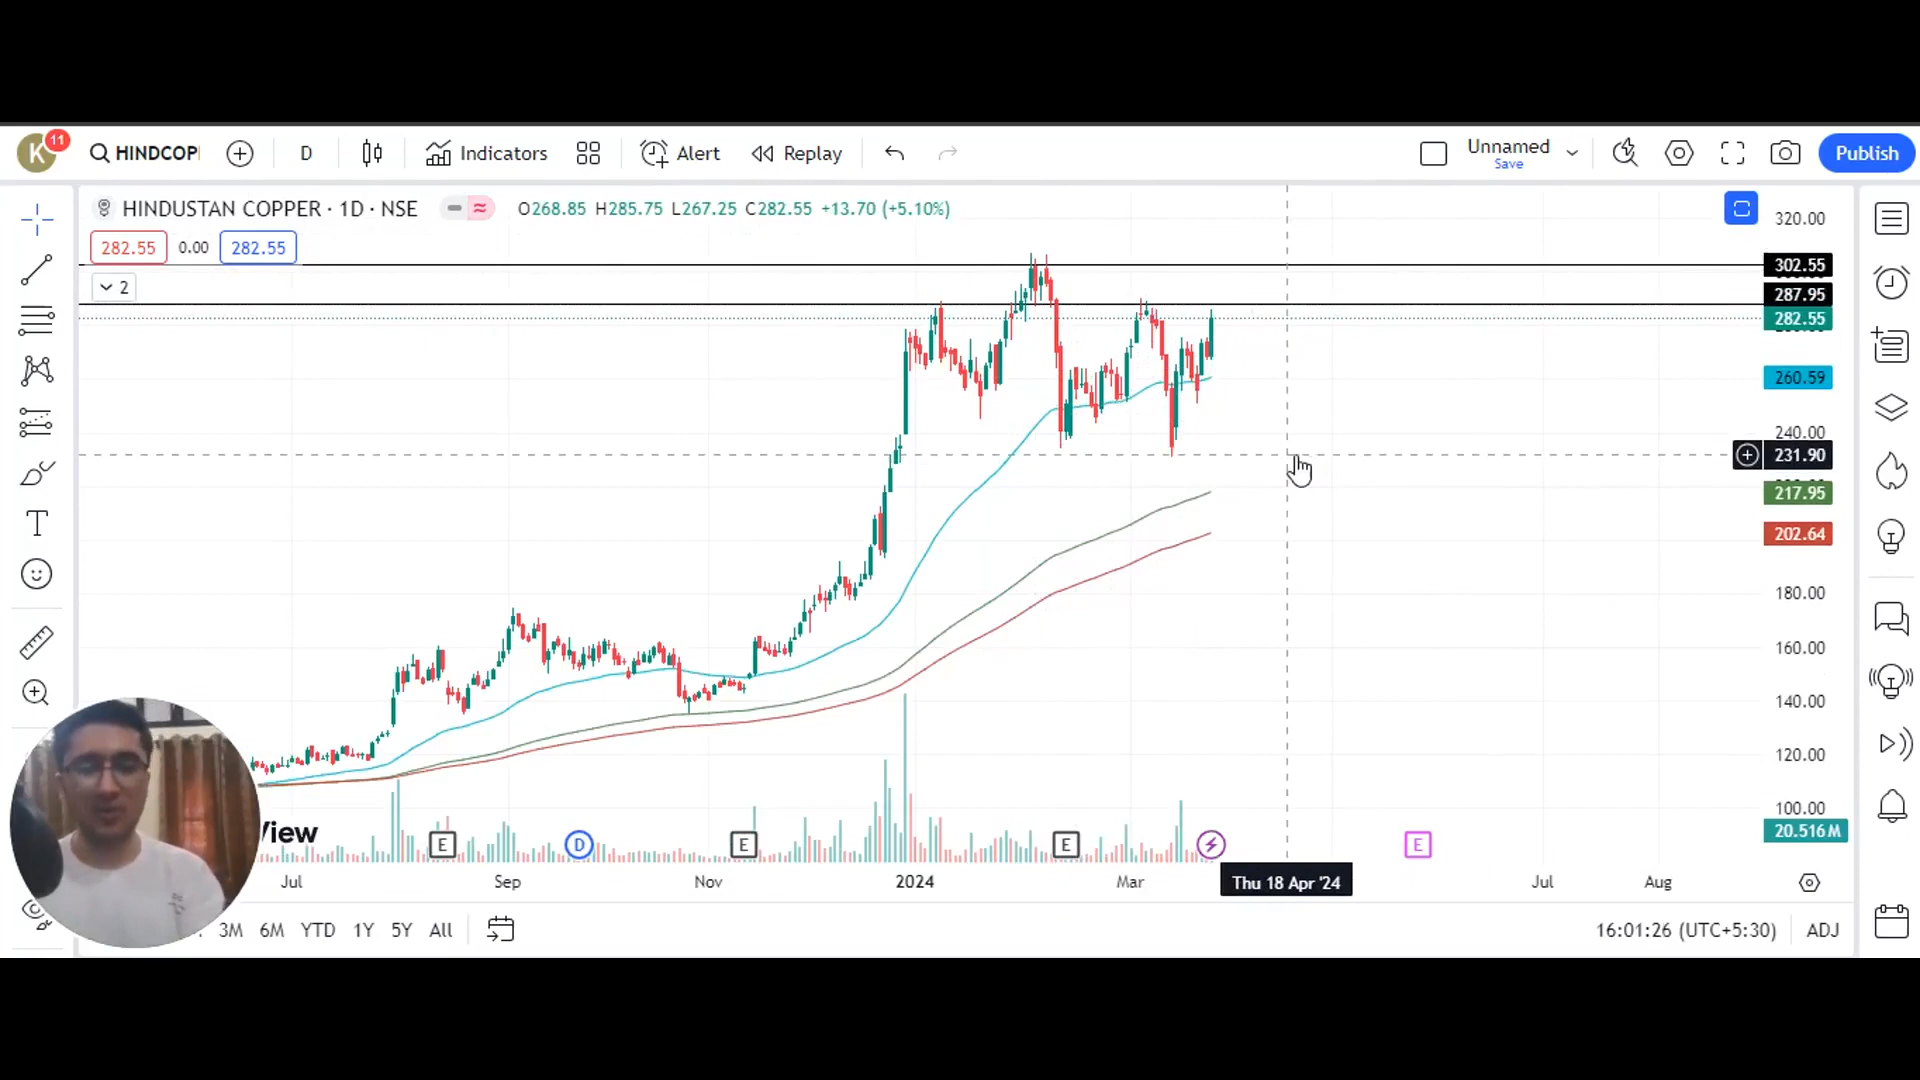 K 11 HINDCOP D Indicators Alert Replay Unnamed Save Publish
HINDUSTAN COPPER · 1D · NSE O268.85 H285.75 L267.25 C282.55 +13.70 (+5.10%)
282.55 0.00 282.55
2
320.00
302.55
287.95
282.55
260.59
240.00
231.90
217.95
202.64
180.00
160.00
140.00
120.00
100.00
20.516M
View
E D E E E
Jul Sep Nov 2024 Mar Thu 18 Apr '24 Jul Aug
3M 6M YTD 1Y 5Y All 16:01:26 (UTC+5:30) ADJ